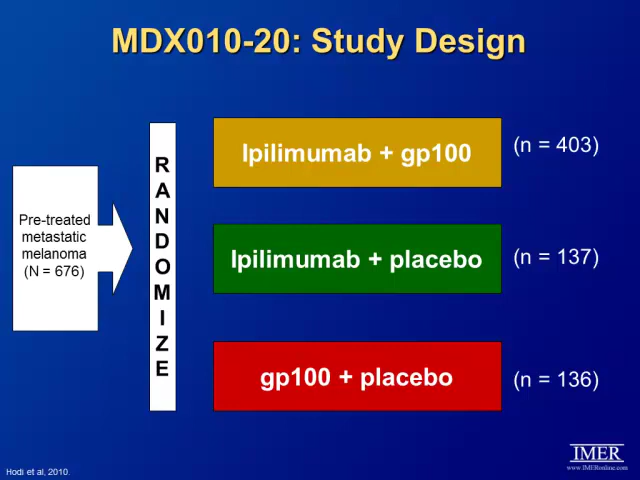 MDX010-20: Study Design
Pre-treated
metastatic
melanoma
(N = 676)
R
A
N
D
O
M
I
Z
E
Ipilimumab + gp100
(n = 403)
Ipilimumab + placebo
(n = 137)
gp100 + placebo
(n = 136)
Hodi et al, 2010.
IMER
www.IMERonline.com